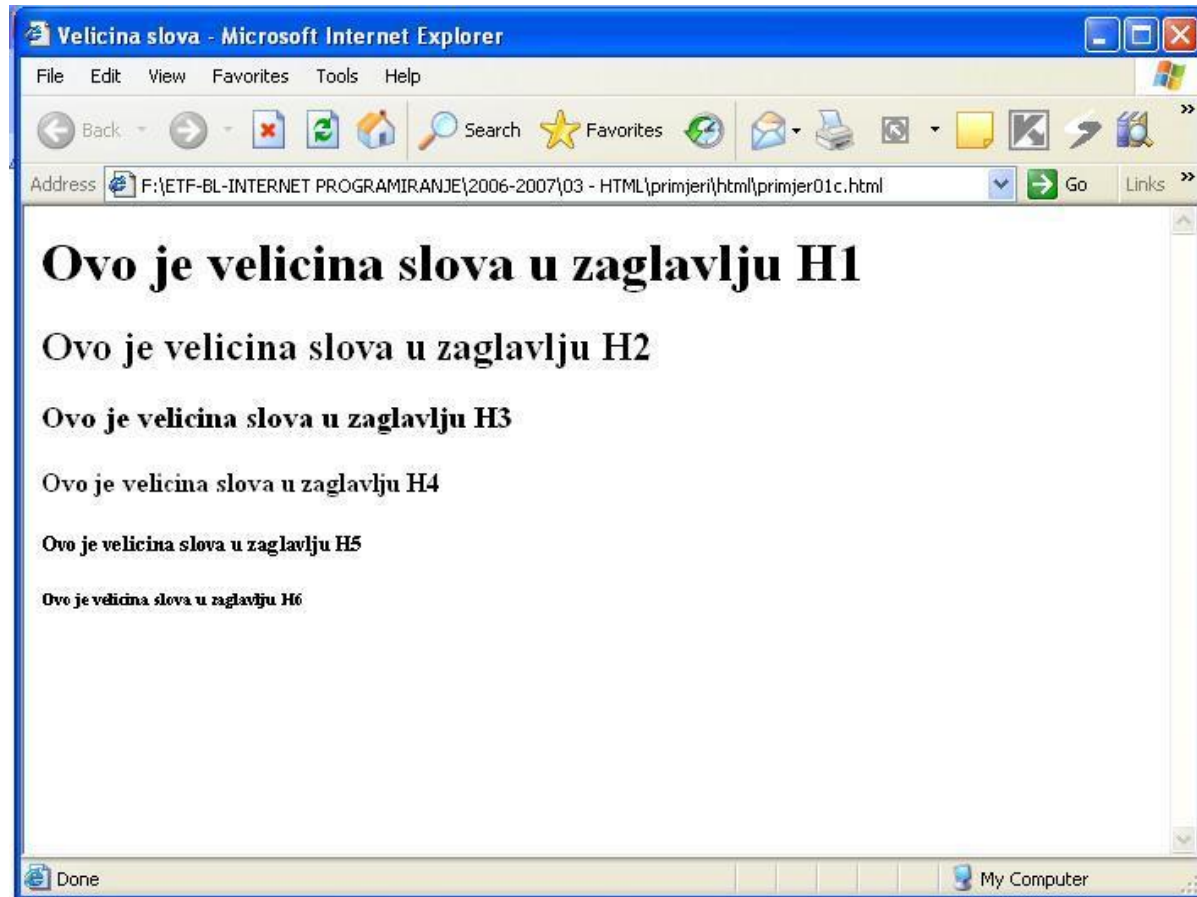 Velicina slova - Microsoft Internet Explorer
File Edit View Favorites Tools Help
Back Search Favorites »
Address F:\ETF-BL-INTERNET PROGRAMIRANJE\2006-2007\03 - HTML\primjeri\html\primjer01c.html Go Links »
Ovo je velicina slova u zaglavlju H1
Ovo je velicina slova u zaglavlju H2
Ovo je velicina slova u zaglavlju H3
Ovo je velicina slova u zaglavlju H4
Ovo je velicina slova u zaglavlju H5
Ovo je velicina slova u zaglavlju H6
Done My Computer